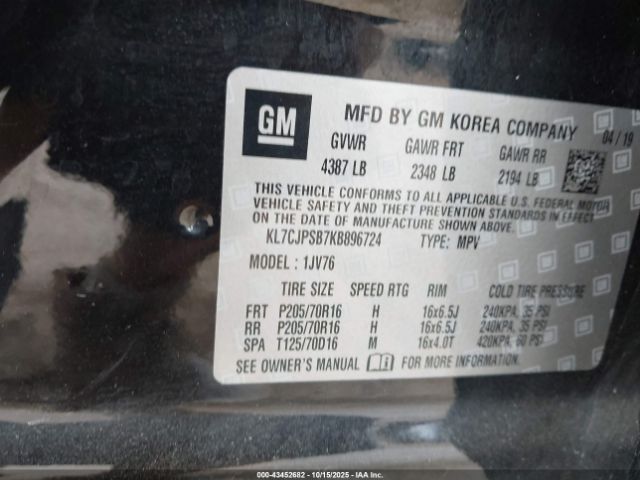 GM
MFD BY GM KOREA COMPANY 04/19
GVWR GAWR FRT GAWR RR
4387 LB 2348 LB 2194 LB
THIS VEHICLE CONFORMS TO ALL APPLICABLE U.S. FEDERAL MOTOR
VEHICLE SAFETY AND THEFT PREVENTION STANDARDS IN EFFECT
ON THE DATE OF MANUFACTURE SHOWN ABOVE.
KL7CJPSB7KB896724 TYPE: MPV
MODEL: 1JV76
TIRE SIZE SPEED RTG RIM COLD TIRE PRESSURE
FRT P205/70R16 H 16x6.5J 240KPA, 35 PSI
RR P205/70R16 H 16x6.5J 240KPA, 35 PSI
SPA T125/70D16 M 16x4.0T 420KPA, 60 PSI
SEE OWNER'S MANUAL FOR MORE INFORMATION
000-43452682 - 10/15/2025 - Copyright IAA, Inc.